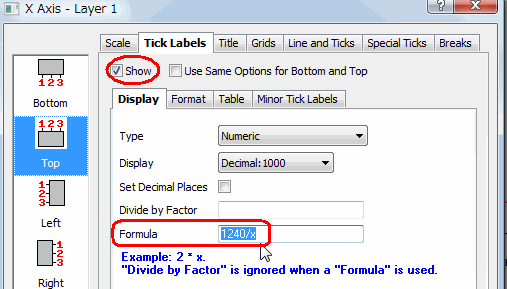 X Axis - Layer 1
Scale Tick Labels Title Grids Line and Ticks Special Ticks Breaks
Show Use Same Options for Bottom and Top
1 2 3
Bottom
1 2 3
Top
3
2
1
Left
3
2
1
Right
Display Format Table Minor Tick Labels
Type Numeric
Display Decimal:1000
Set Decimal Places
Divide by Factor
Formula 1240/x
Example: 2 * x.
"Divide by Factor" is ignored when a "Formula" is used.